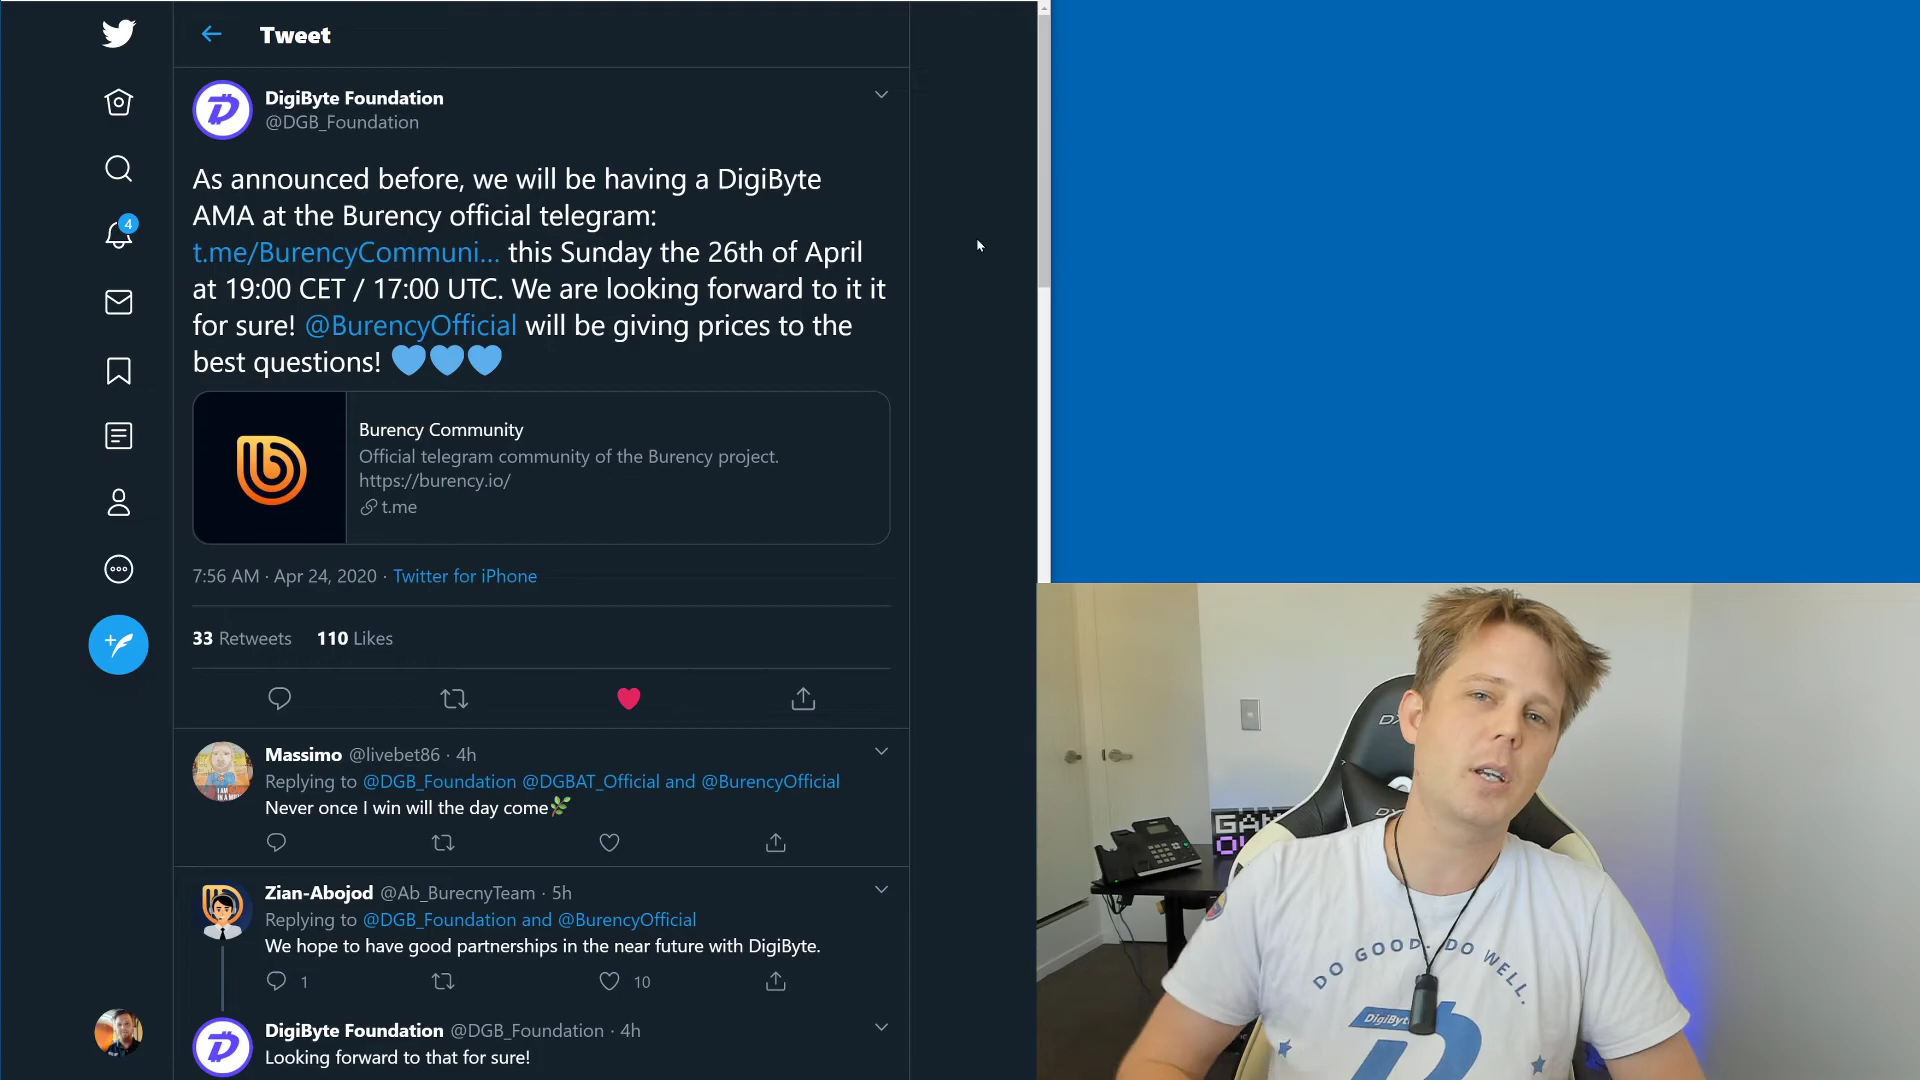 Tweet
DigiByte Foundation
@DGB_Foundation
As announced before, we will be having a DigiByte
AMA at the Burency official telegram:
t.me/BurencyCommuni... this Sunday the 26th of April
at 19:00 CET / 17:00 UTC. We are looking forward to it it
for sure! @BurencyOfficial will be giving prices to the
best questions! 💙💙💙
Burency Community
Official telegram community of the Burency project.
https://burency.io/
t.me
7:56 AM · Apr 24, 2020 · Twitter for iPhone
33 Retweets 110 Likes
Massimo @livebet86 · 4h
Replying to @DGB_Foundation @DGBAT_Official and @BurencyOfficial
Never once I win will the day come🌿
Zian-Abojod @Ab_BurecnyTeam · 5h
Replying to @DGB_Foundation and @BurencyOfficial
We hope to have good partnerships in the near future with DigiByte.
1 10
DigiByte Foundation @DGB_Foundation · 4h
Looking forward to that for sure!
4
DO GOOD. DO WELL.
DigiByte